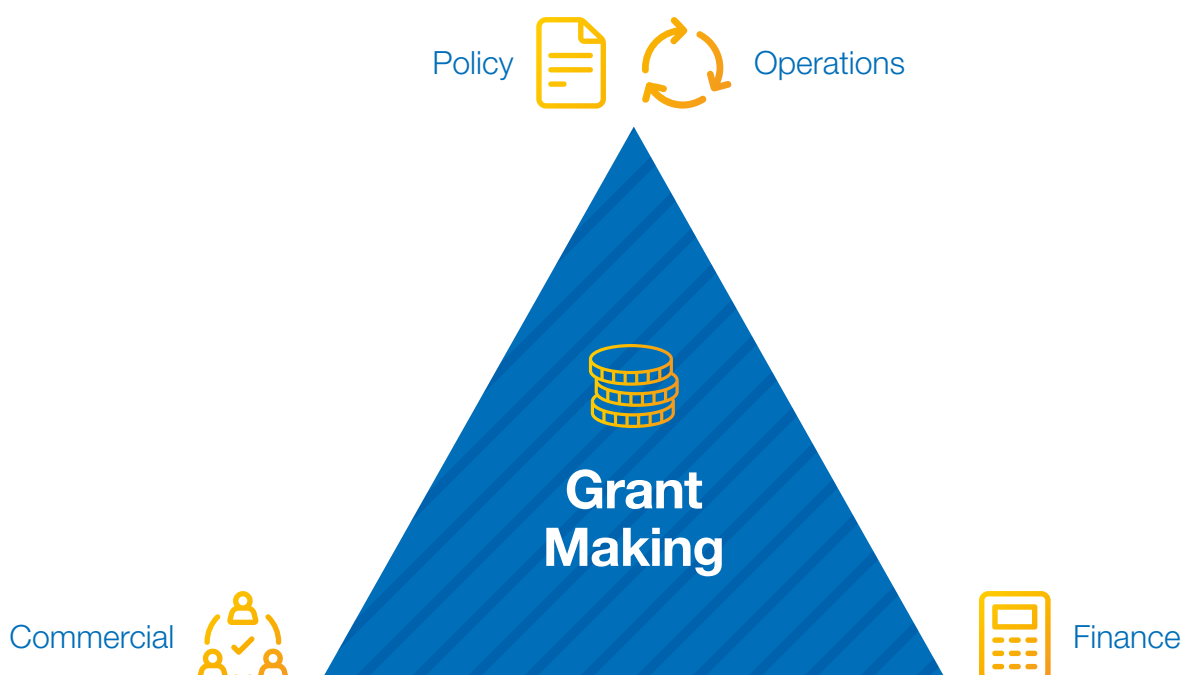 Policy
Operations
Grant
Making
Commercial
Finance